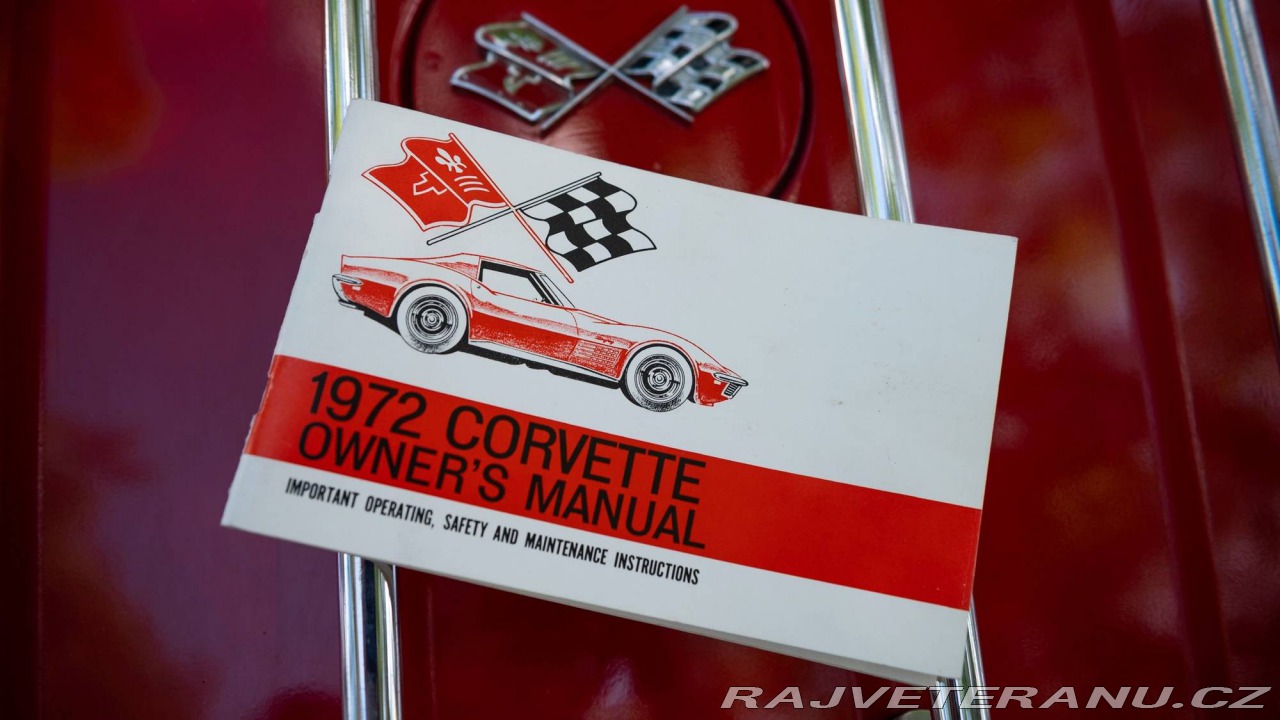 1972 CORVETTE
OWNER'S MANUAL
IMPORTANT OPERATING, SAFETY AND MAINTENANCE INSTRUCTIONS
RAJVETERANU.CZ